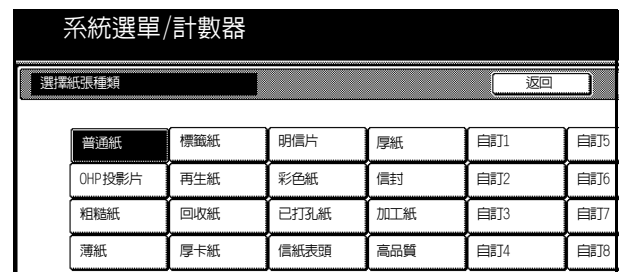 系統選單/計數器
選擇紙張種類 返回
普通紙 標籤紙 明信片 厚紙 自訂1 自訂5
OHP投影片 再生紙 彩色紙 信封 自訂2 自訂6
粗糙紙 回收紙 已打孔紙 加工紙 自訂3 自訂7
薄紙 厚卡紙 信紙表頭 高品質 自訂4 自訂8